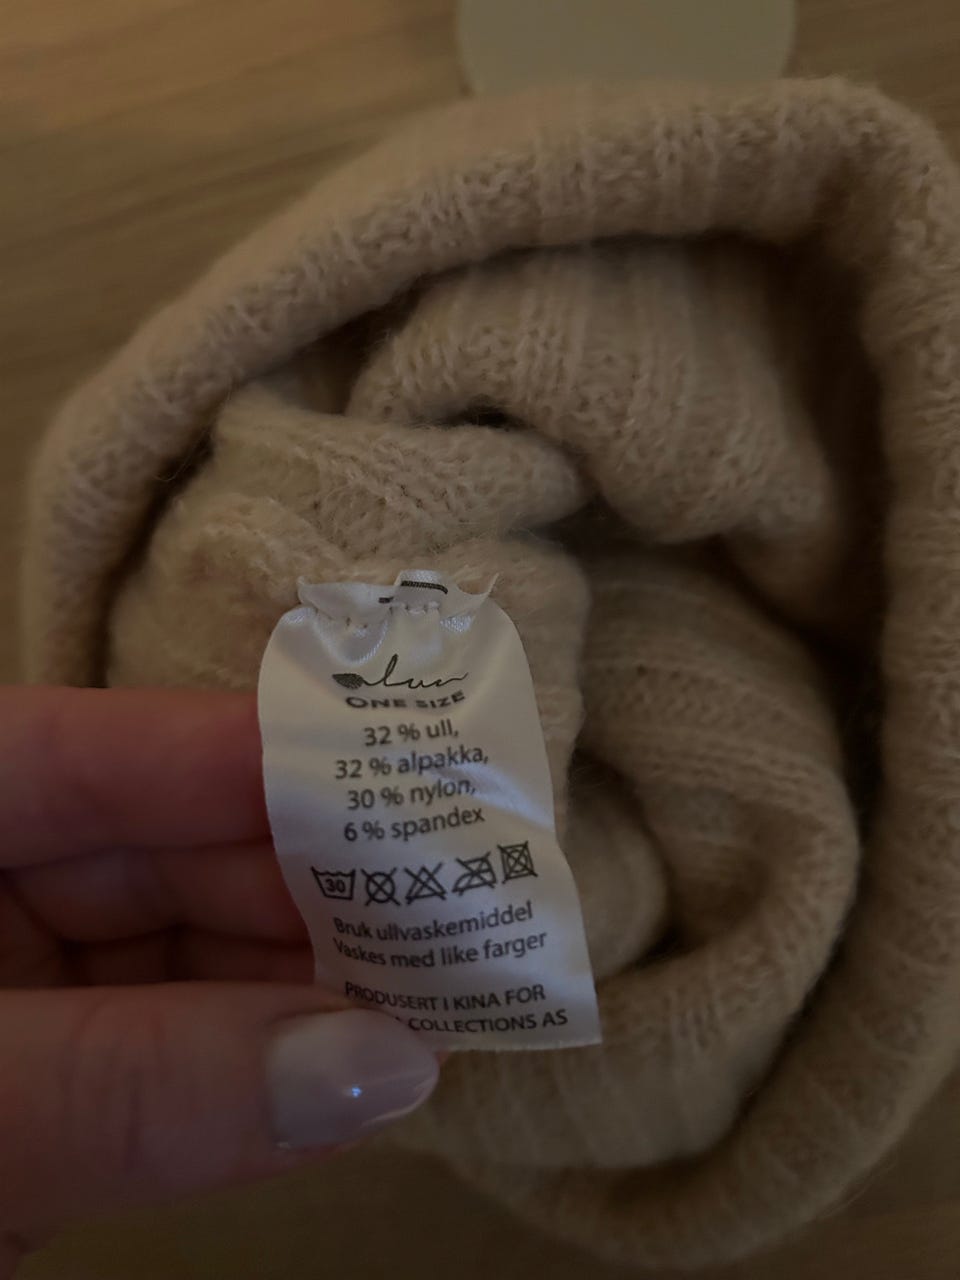 ONE SIZE
32 % ull,
32 % alpakka,
30 % nylon,
6 % spandex
30
Bruk ullvaskemiddel
Vaskes med like farger
PRODUSERT I KINA FOR
COLLECTIONS AS